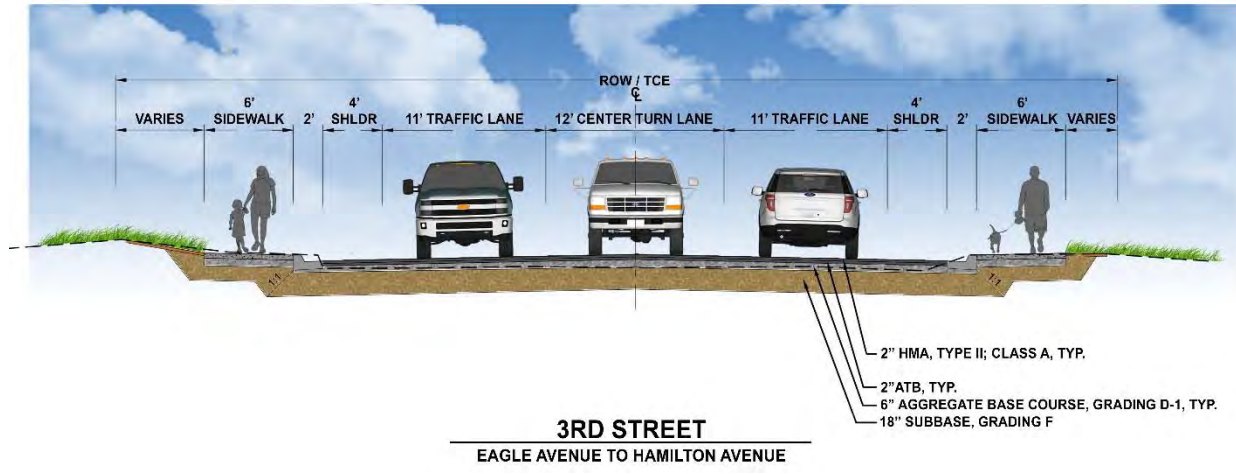 ROW / TCE
℄
VARIES
6'
SIDEWALK
2'
4'
SHLDR
11' TRAFFIC LANE
12' CENTER TURN LANE
11' TRAFFIC LANE
4'
SHLDR
2'
6'
SIDEWALK
VARIES
1:1
1:1
2" HMA, TYPE II; CLASS A, TYP.
2"ATB, TYP.
6" AGGREGATE BASE COURSE, GRADING D-1, TYP.
18" SUBBASE, GRADING F
3RD STREET
EAGLE AVENUE TO HAMILTON AVENUE